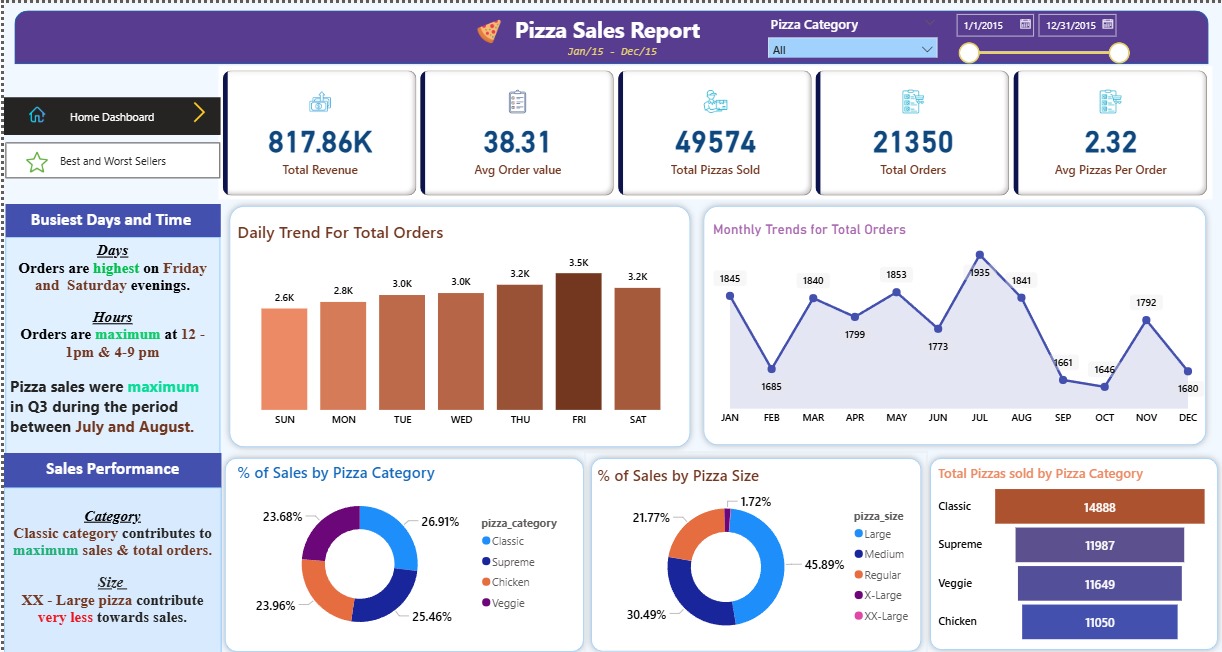 Pizza Sales Report
Jan/15 - Dec/15
Pizza Category
All
1/1/2015
12/31/2015
Home Dashboard
Best and Worst Sellers
817.86K
Total Revenue
38.31
Avg Order value
49574
Total Pizzas Sold
21350
Total Orders
2.32
Avg Pizzas Per Order
Busiest Days and Time
Days
Orders are highest on Friday
and Saturday evenings.
Hours
Orders are maximum at 12 -
1pm & 4-9 pm
Pizza sales were maximum
in Q3 during the period
between July and August.
Daily Trend For Total Orders
2.6K
2.8K
3.0K
3.0K
3.2K
3.5K
3.2K
SUN
MON
TUE
WED
THU
FRI
SAT
Monthly Trends for Total Orders
1845
1685
1840
1799
1853
1773
1935
1841
1661
1646
1792
1680
JAN
FEB
MAR
APR
MAY
JUN
JUL
AUG
SEP
OCT
NOV
DEC
Sales Performance
Category
Classic category contributes to
maximum sales & total orders.
Size
XX - Large pizza contribute
very less towards sales.
% of Sales by Pizza Category
23.68%
26.91%
23.96%
25.46%
pizza_category
Classic
Supreme
Chicken
Veggie
% of Sales by Pizza Size
1.72%
21.77%
45.89%
30.49%
pizza_size
Large
Medium
Regular
X-Large
XX-Large
Total Pizzas sold by Pizza Category
Classic
14888
Supreme
11987
Veggie
11649
Chicken
11050